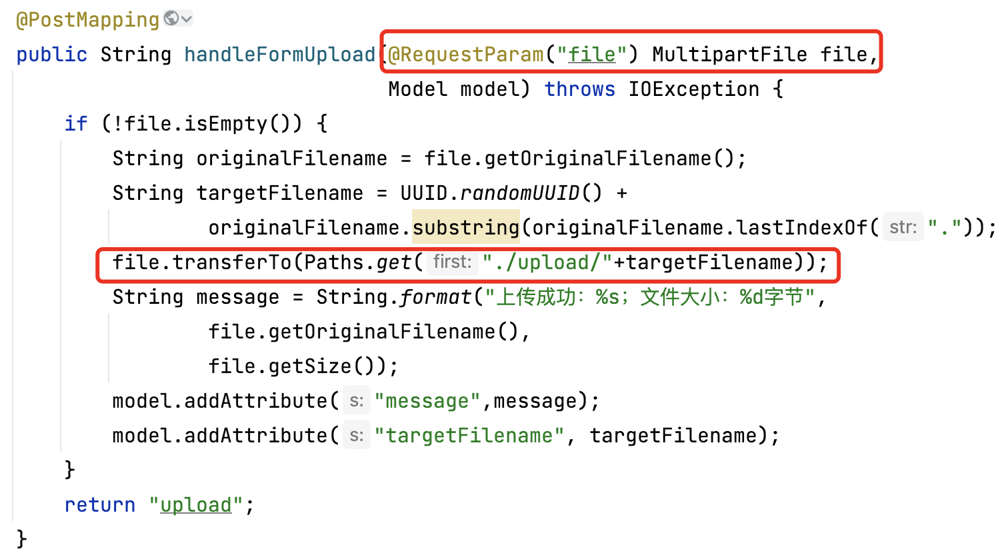 @PostMapping
public String handleFormUpload(@RequestParam("file") MultipartFile file,
Model model) throws IOException {
if (!file.isEmpty()) {
String originalFilename = file.getOriginalFilename();
String targetFilename = UUID.randomUUID() +
originalFilename.substring(originalFilename.lastIndexOf( str: "."));
file.transferTo(Paths.get( first: "./upload/"+targetFilename));
String message = String.format("上传成功：%s；文件大小：%d字节",
file.getOriginalFilename(),
file.getSize());
model.addAttribute( s: "message",message);
model.addAttribute( s: "targetFilename", targetFilename);
}
return "upload";
}